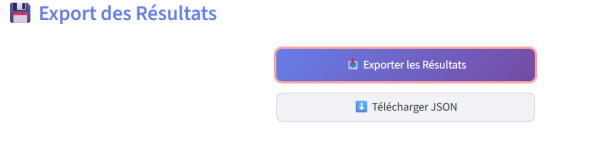 Export des Résultats
Exporter les Résultats
Télécharger JSON